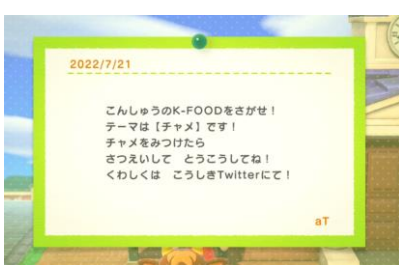 2022/7/21
こんしゅうのK-FOODをさがせ！
テーマは【チャメ】です！
チャメをみつけたら
さつえいして　とうこうしてね！
くわしくは　こうしきTwitterにて！
aT